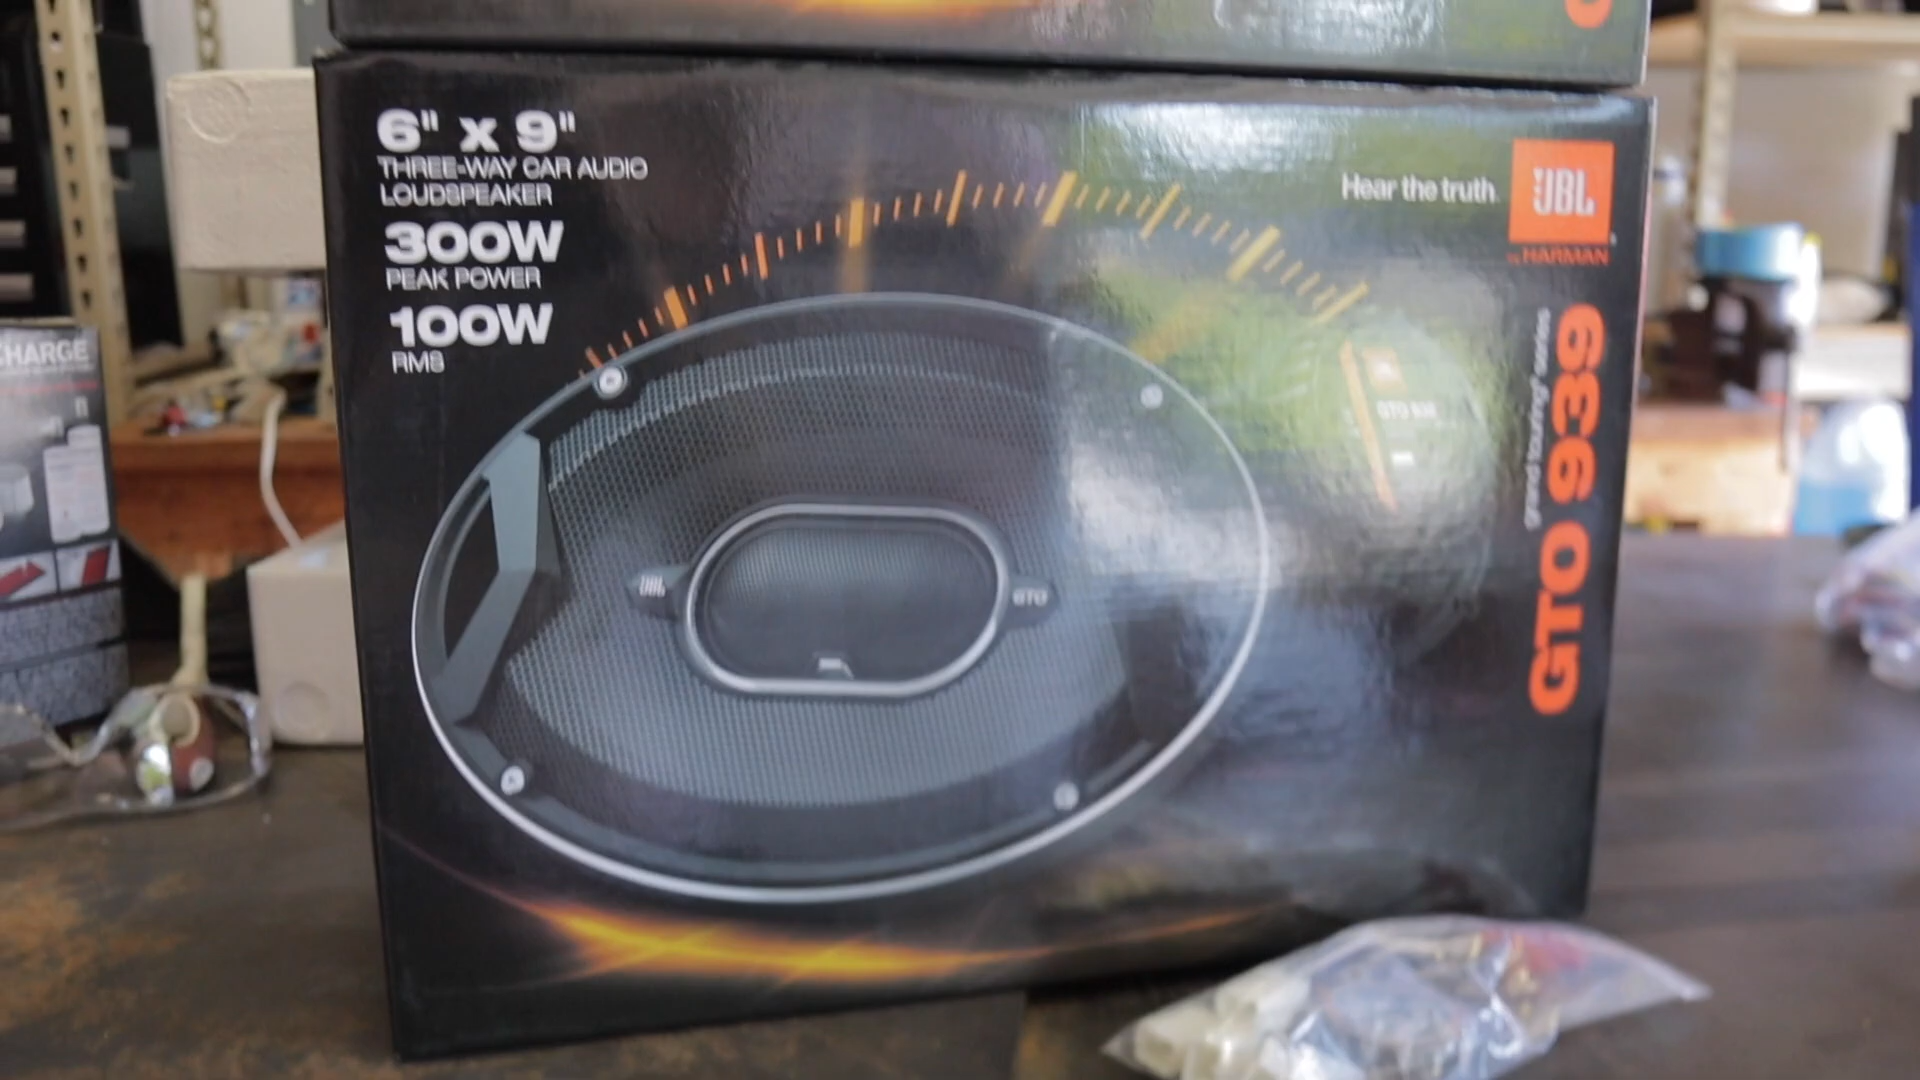 6" x 9"
THREE-WAY CAR AUDIO
LOUDSPEAKER
300W
PEAK POWER
100W
RMS
Hear the truth.
JBL
by HARMAN
grand touring® series
GTO 939
JBL
GTO
CHARGE